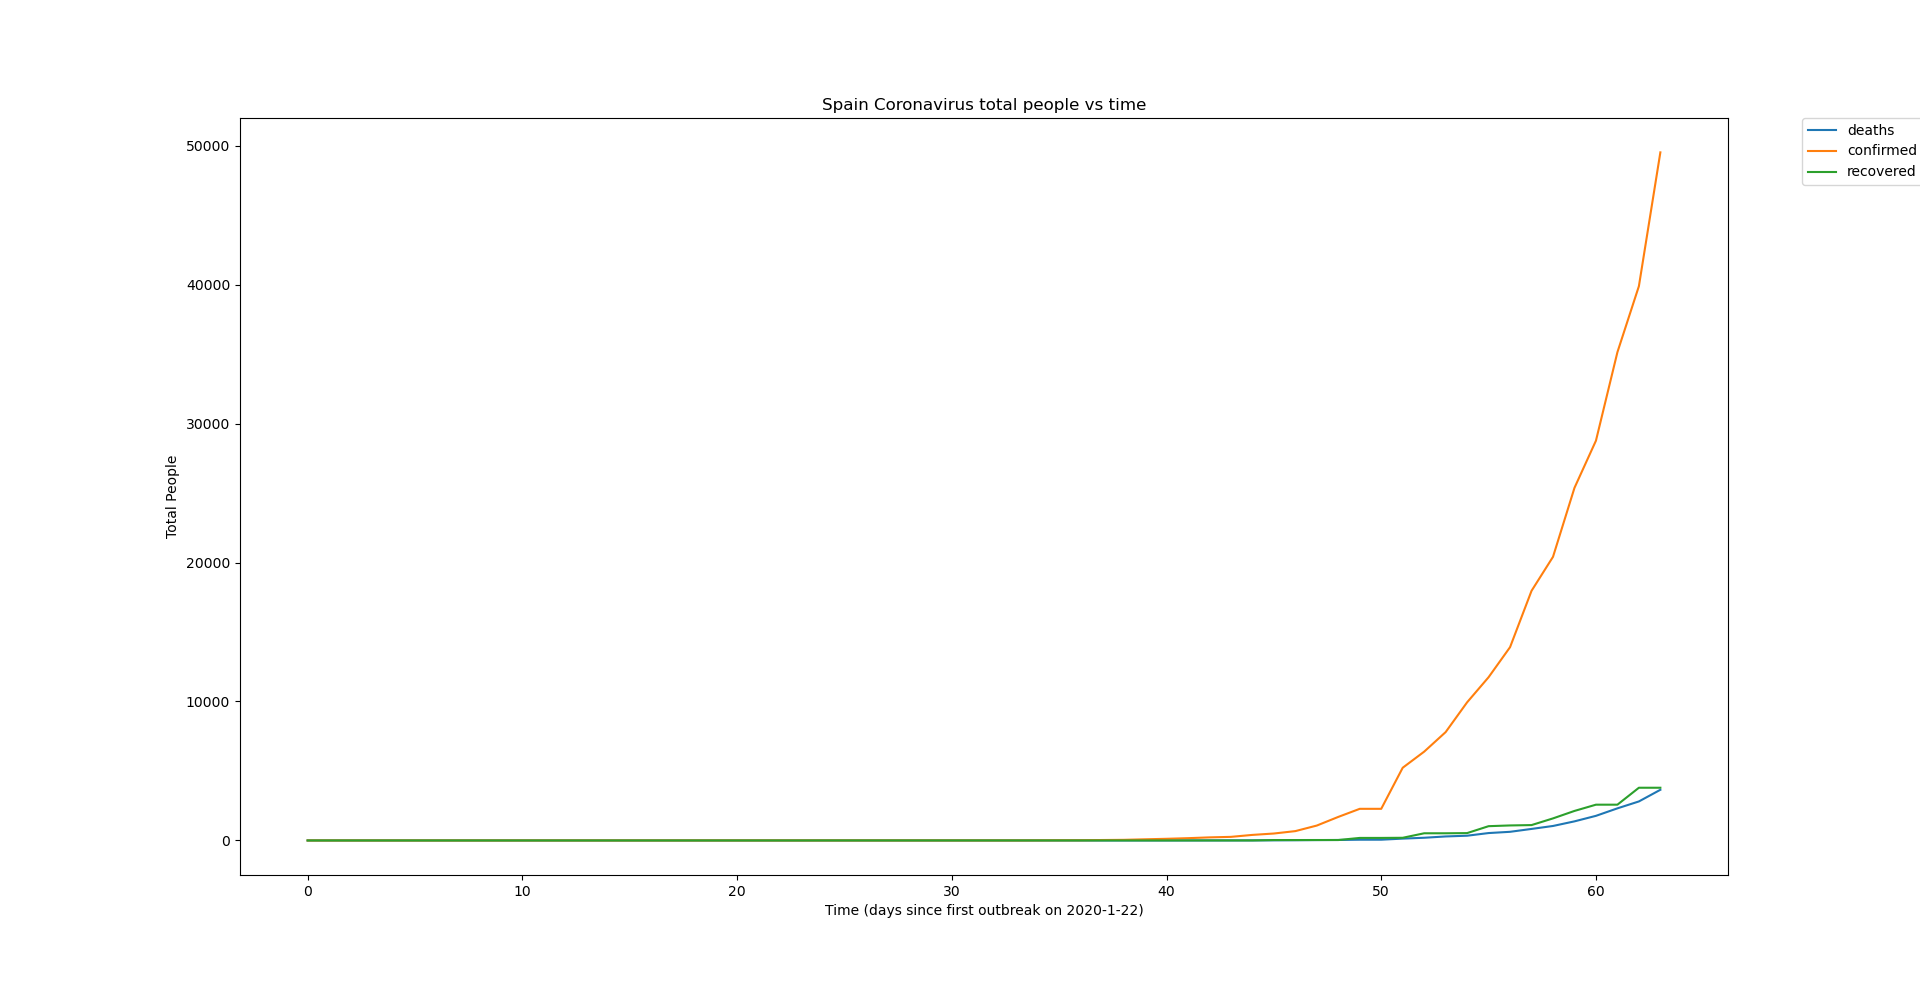 Spain Coronavirus total people vs time
deaths
confirmed
recovered
50000
40000
30000
20000
10000
0
Total People
0 10 20 30 40 50 60
Time (days since first outbreak on 2020-1-22)